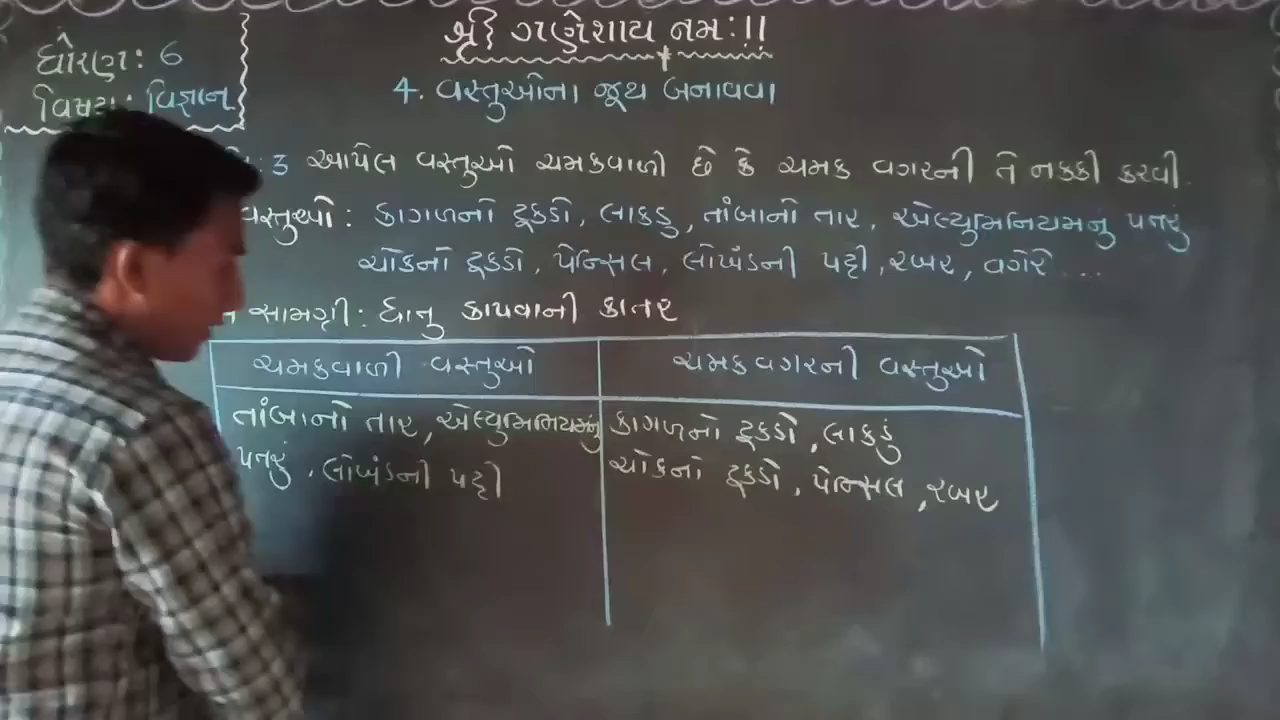 શ્રી ગણેશાય નમઃ!!
ધોરણ: 6
વિષય: વિજ્ઞાન
4. વસ્તુઓના જૂથ બનાવવા
: 3 આપેલ વસ્તુઓ ચમકવાળી છે કે ચમક વગરની તે નક્કી કરવી.
વસ્તુઓ: કાગળનો ટૂકડો, લાકડુ, તાંબાનો તાર, એલ્યુમિનિયમનું પતરું
ચોકનો ટૂકડો, પેન્સિલ, લોખંડની પટ્ટી, રબર, વગેરે ...
સામગ્રી: ધાતુ કાપવાની કાતર
ચમકવાળી વસ્તુઓ
ચમકવગરની વસ્તુઓ
તાંબાનો તાર, એલ્યુમિનિયમનું
પતરું, લોખંડની પટ્ટી
કાગળનો ટૂકડો, લાકડું
ચોકનો ટૂકડો, પેન્સિલ, રબર